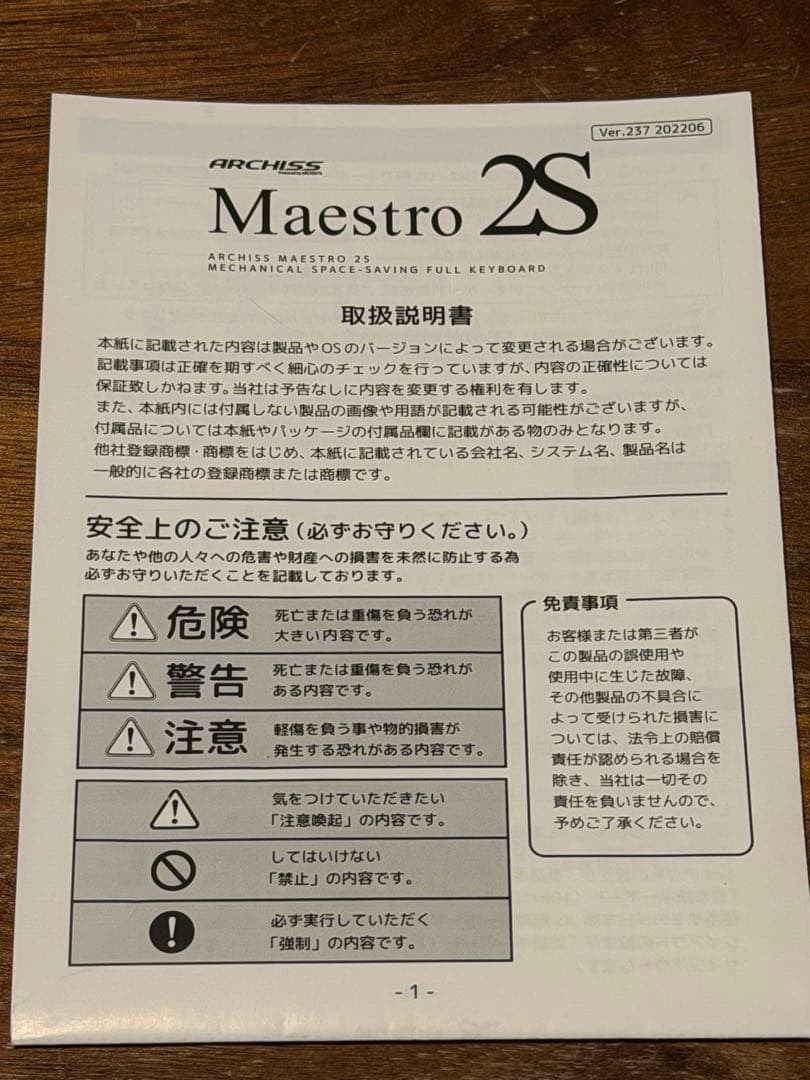 Ver.237 202206
ARCHISS
Maestro 2S
ARCHISS MAESTRO 2S
MECHANICAL SPACE-SAVING FULL KEYBOARD
取扱説明書
本紙に記載された内容は製品やOSのバージョンによって変更される場合がございます。
記載事項は正確を期すべく細心のチェックを行っていますが、内容の正確性については
保証致しかねます。当社は予告なしに内容を変更する権利を有します。
また、本紙内には付属しない製品の画像や用語が記載される可能性がございますが、
付属品については本紙やパッケージの付属品欄に記載がある物のみとなります。
他社登録商標・商標をはじめ、本紙に記載されている会社名、システム名、製品名は
一般的に各社の登録商標または商標です。
安全上のご注意(必ずお守りください。)
あなたや他の人々への危害や財産への損害を未然に防止する為
必ずお守りいただくことを記載しております。
危険
死亡または重傷を負う恐れが
大きい内容です。
警告
死亡または重傷を負う恐れが
ある内容です。
注意
軽傷を負う事や物的損害が
発生する恐れがある内容です。
気をつけていただきたい
「注意喚起」の内容です。
してはいけない
「禁止」の内容です。
必ず実行していただく
「強制」の内容です。
免責事項
お客様または第三者が
この製品の誤使用や
使用中に生じた故障、
その他製品の不具合に
よって受けられた損害に
ついては、法令上の賠償
責任が認められる場合を
除き、当社は一切その
責任を負いませんので、
予めご了承ください。
- 1 -